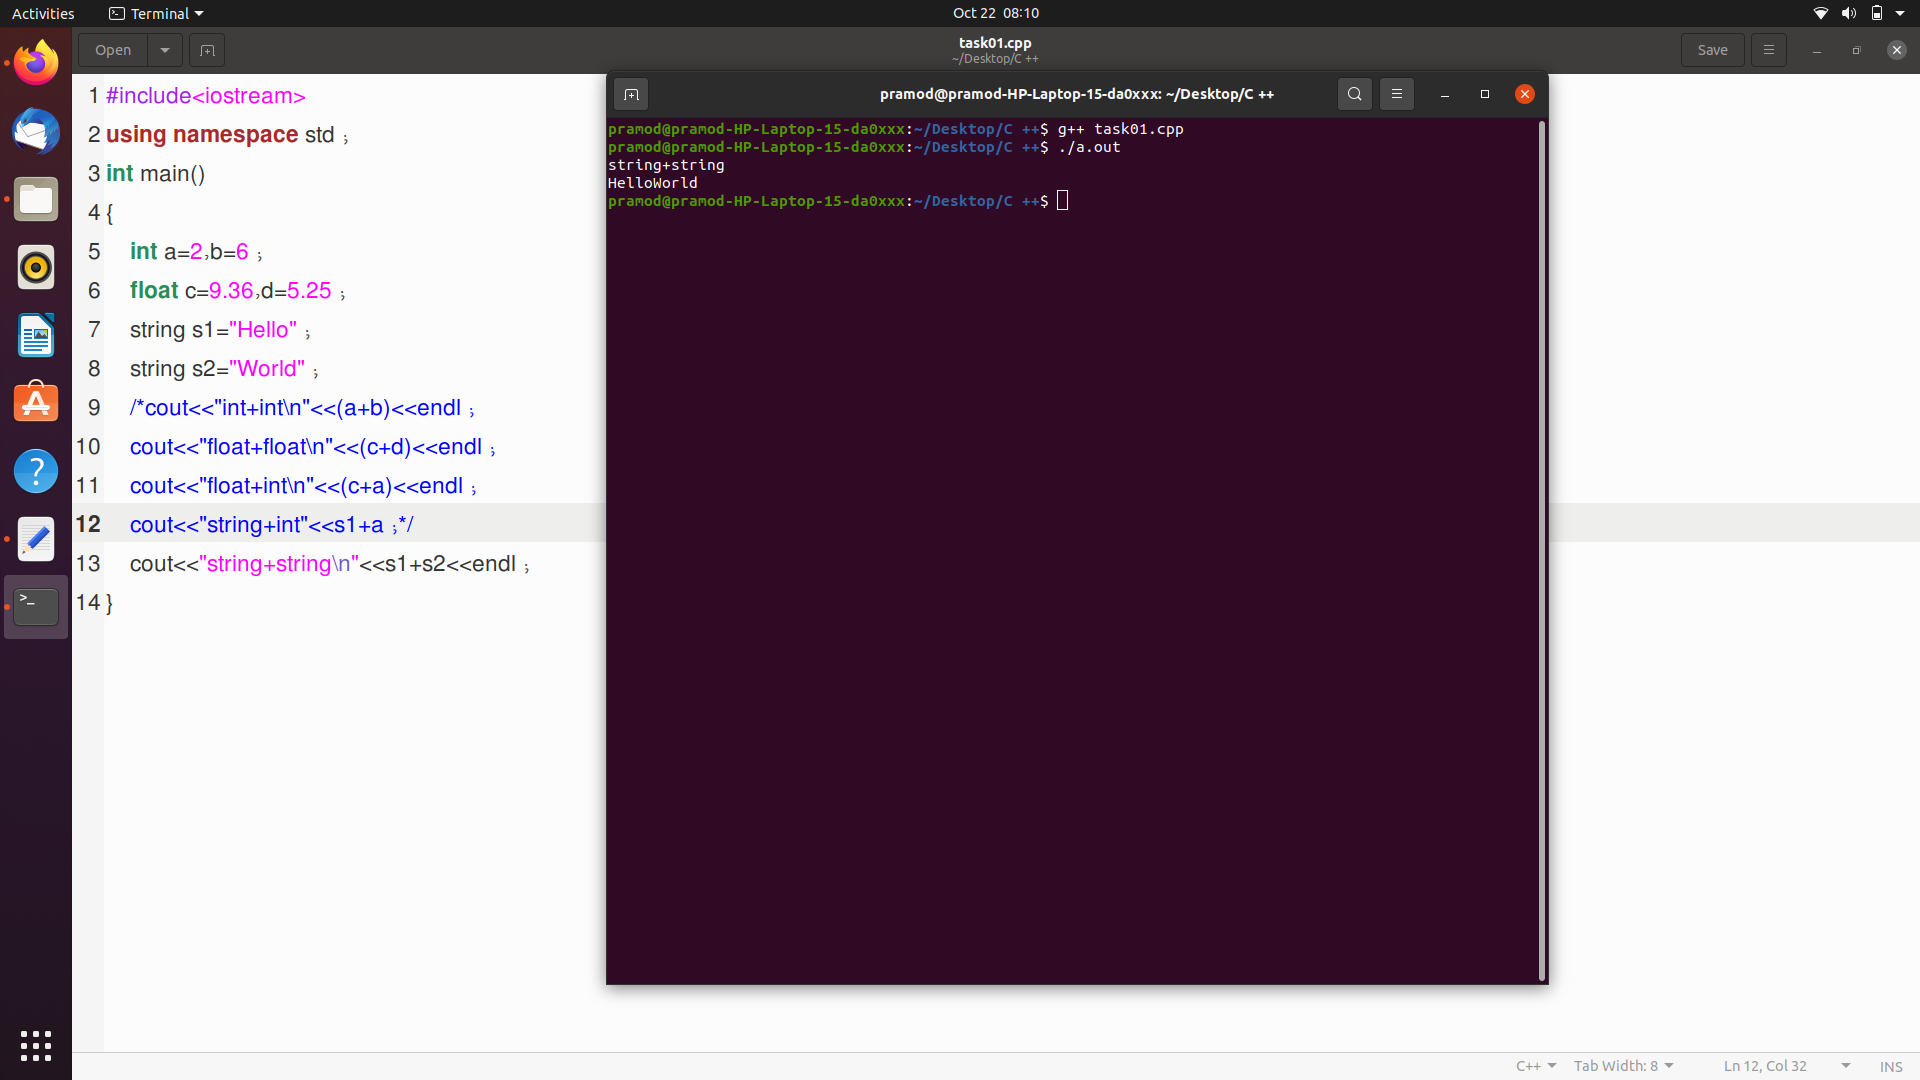 Activities
Terminal
Oct 22 08:10
Open
task01.cpp
~/Desktop/C ++
Save
1 #include<iostream>
2 using namespace std ;
3 int main()
4 {
5 int a=2,b=6 ;
6 float c=9.36,d=5.25 ;
7 string s1="Hello" ;
8 string s2="World" ;
9 /*cout<<"int+int\n"<<(a+b)<<endl ;
10 cout<<"float+float\n"<<(c+d)<<endl ;
11 cout<<"float+int\n"<<(c+a)<<endl ;
12 cout<<"string+int"<<s1+a ;*/
13 cout<<"string+string\n"<<s1+s2<<endl ;
14 }
pramod@pramod-HP-Laptop-15-da0xxx: ~/Desktop/C ++
pramod@pramod-HP-Laptop-15-da0xxx:~/Desktop/C ++$ g++ task01.cpp
pramod@pramod-HP-Laptop-15-da0xxx:~/Desktop/C ++$ ./a.out
string+string
HelloWorld
pramod@pramod-HP-Laptop-15-da0xxx:~/Desktop/C ++$
C++
Tab Width: 8
Ln 12, Col 32
INS